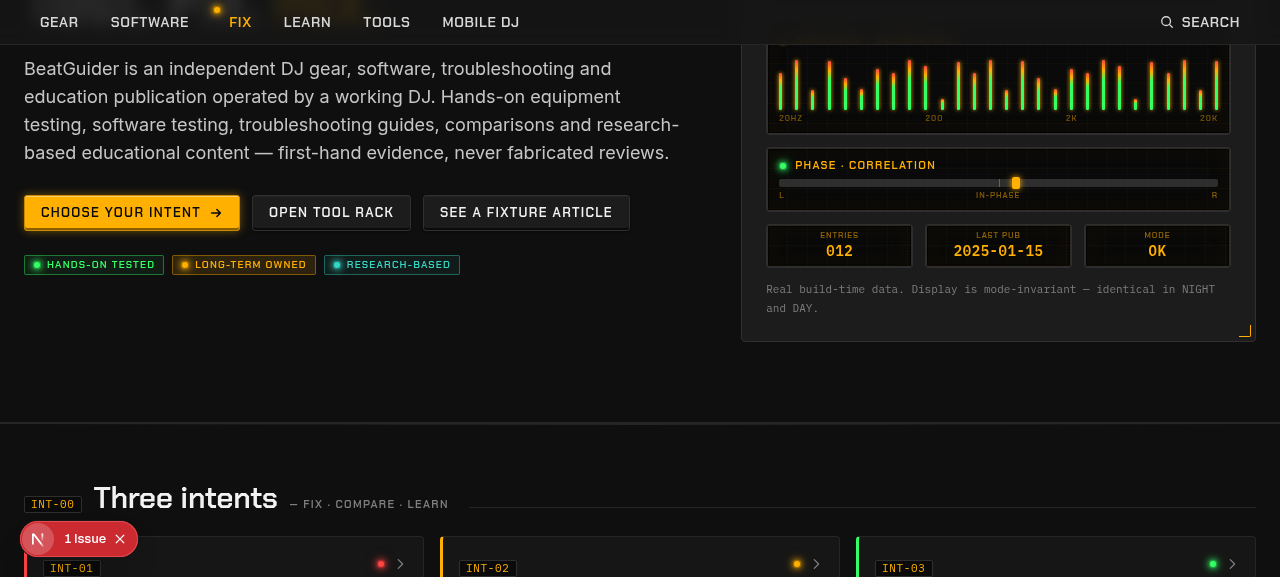 GEAR SOFTWARE FIX LEARN TOOLS MOBILE DJ SEARCH
BeatGuider is an independent DJ gear, software, troubleshooting and
education publication operated by a working DJ. Hands-on equipment
testing, software testing, troubleshooting guides, comparisons and research-
based educational content — first-hand evidence, never fabricated reviews.
CHOOSE YOUR INTENT →
OPEN TOOL RACK
SEE A FIXTURE ARTICLE
HANDS-ON TESTED
LONG-TERM OWNED
RESEARCH-BASED
20HZ 200 2K 20K
PHASE · CORRELATION
L IN-PHASE R
ENTRIES
012
LAST PUB
2025-01-15
MODE
OK
Real build-time data. Display is mode-invariant — identical in NIGHT
and DAY.
INT-00 Three intents — FIX · COMPARE · LEARN
N 1 Issue
INT-01
INT-02
INT-03